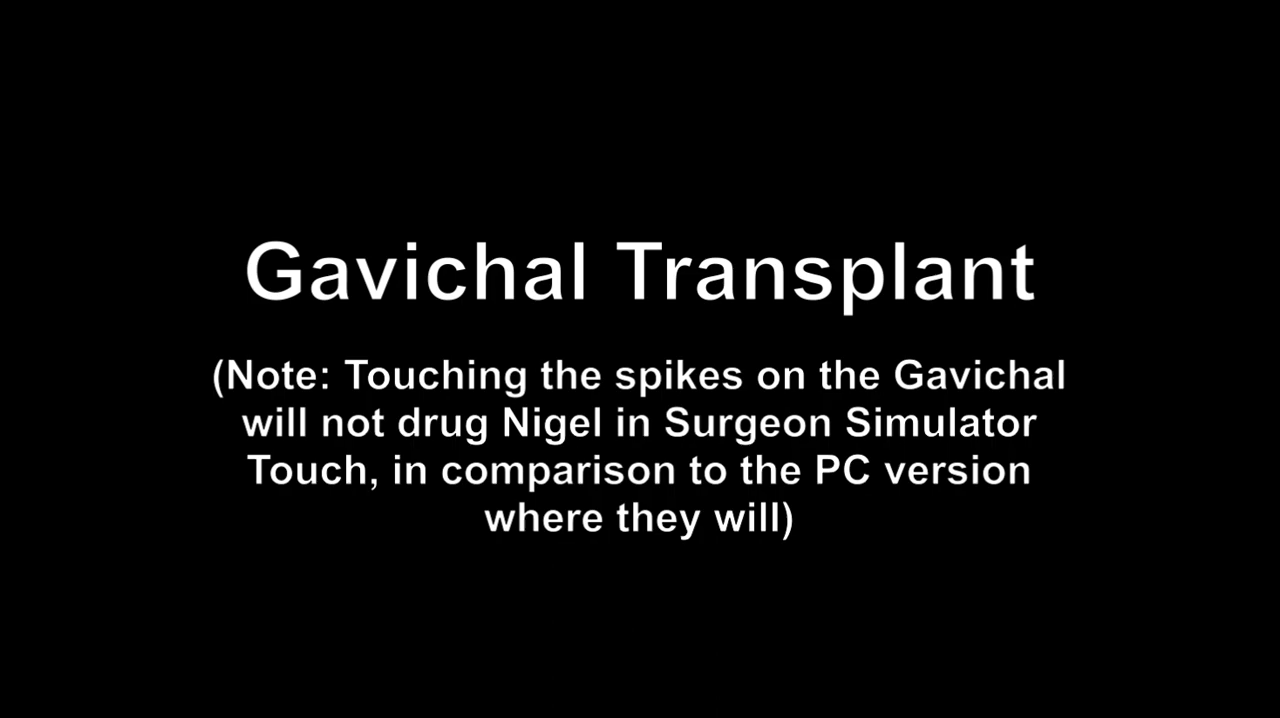 Gavichal Transplant
(Note: Touching the spikes on the Gavichal
will not drug Nigel in Surgeon Simulator
Touch, in comparison to the PC version
where they will)